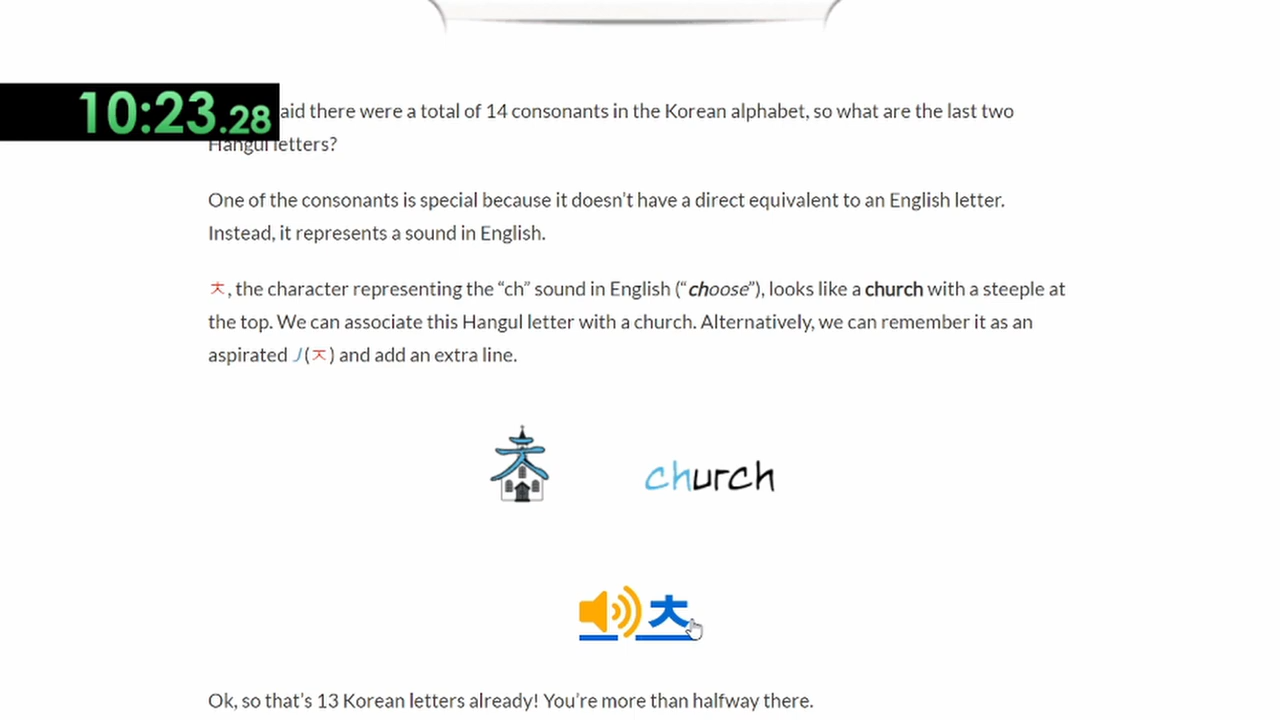 10:23.28
aid there were a total of 14 consonants in the Korean alphabet, so what are the last two
Hangul letters?
One of the consonants is special because it doesn't have a direct equivalent to an English letter.
Instead, it represents a sound in English.
ㅊ, the character representing the “ch” sound in English (“choose”), looks like a church with a steeple at
the top. We can associate this Hangul letter with a church. Alternatively, we can remember it as an
aspirated J(ㅈ) and add an extra line.
church
ㅊ
Ok, so that's 13 Korean letters already! You're more than halfway there.